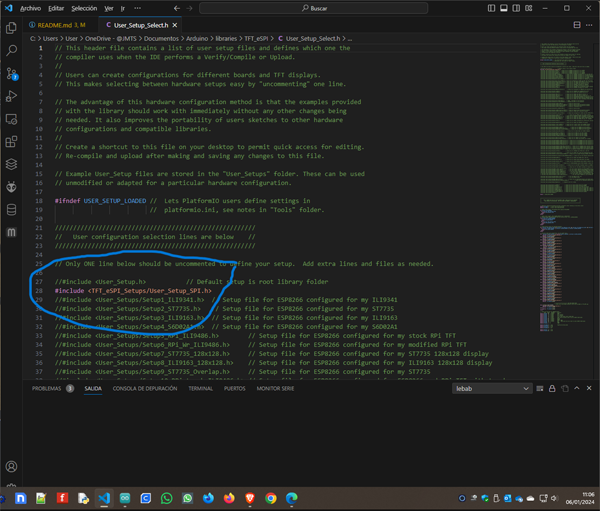 Archivo Editar Selección Ver Ir ··· Buscar
README.md 3, M User_Setup_Select.h
C: > Users > User > OneDrive - @JMTS > Documentos > Arduino > libraries > TFT_eSPI > User_Setup_Select.h
1 // This header file contains a list of user setup files and defines which one the
2 // compiler uses when the IDE performs a Verify/Compile or Upload.
3 //
4 // Users can create configurations for different boards and TFT displays.
5 // This makes selecting between hardware setups easy by "uncommenting" one line.
6
7 // The advantage of this hardware configuration method is that the examples provided
8 // with the library should work with immediately without any other changes being
9 // needed. It also improves the portability of users sketches to other hardware
10 // configurations and compatible libraries.
11 //
12 // Create a shortcut to this file on your desktop to permit quick access for editing.
13 // Re-compile and upload after making and saving any changes to this file.
14
15 // Example User_Setup files are stored in the "User_Setups" folder. These can be used
16 // unmodified or adapted for a particular hardware configuration.
17
18 #ifndef USER_SETUP_LOADED // Lets PlatformIO users define settings in
19 // platformio.ini, see notes in "Tools" folder.
20
21 ///////////////////////////////////////////////////////
22 // User configuration selection lines are below //
23 ///////////////////////////////////////////////////////
24
25 // Only ONE line below should be uncommented to define your setup. Add extra lines and files as needed.
26
27 //#include <User_Setup.h> // Default setup is root library folder
28 #include <TFT_eSPI_Setups/User_Setup_SPI.h>
29 //#include <User_Setups/Setup1_ILI9341.h> // Setup file for ESP8266 configured for my ILI9341
30 //#include <User_Setups/Setup2_ST7735.h> // Setup file for ESP8266 configured for my ST7735
31 //#include <User_Setups/Setup3_ILI9163.h> // Setup file for ESP8266 configured for my ILI9163
32 //#include <User_Setups/Setup4_S6D02A1.h> // Setup file for ESP8266 configured for my S6D02A1
33 //#include <User_Setups/Setup5_RPi_ILI9486.h> // Setup file for ESP8266 configured for my stock RPi TFT
34 //#include <User_Setups/Setup6_RPi_Wr_ILI9486.h> // Setup file for ESP8266 configured for my modified RPi TFT
35 //#include <User_Setups/Setup7_ST7735_128x128.h> // Setup file for ESP8266 configured for my ST7735 128x128 display
36 //#include <User_Setups/Setup8_ILI9163_128x128.h> // Setup file for ESP8266 configured for my ILI9163 128x128 display
37 //#include <User_Setups/Setup9_ST7735_Overlap.h> // Setup file for ESP8266 configured for my ST7735
PROBLEMAS 3 SALIDA CONSOLA DE DEPURACIÓN TERMINAL PUERTOS MONITOR SERIE lebab
11:06
06/01/2024